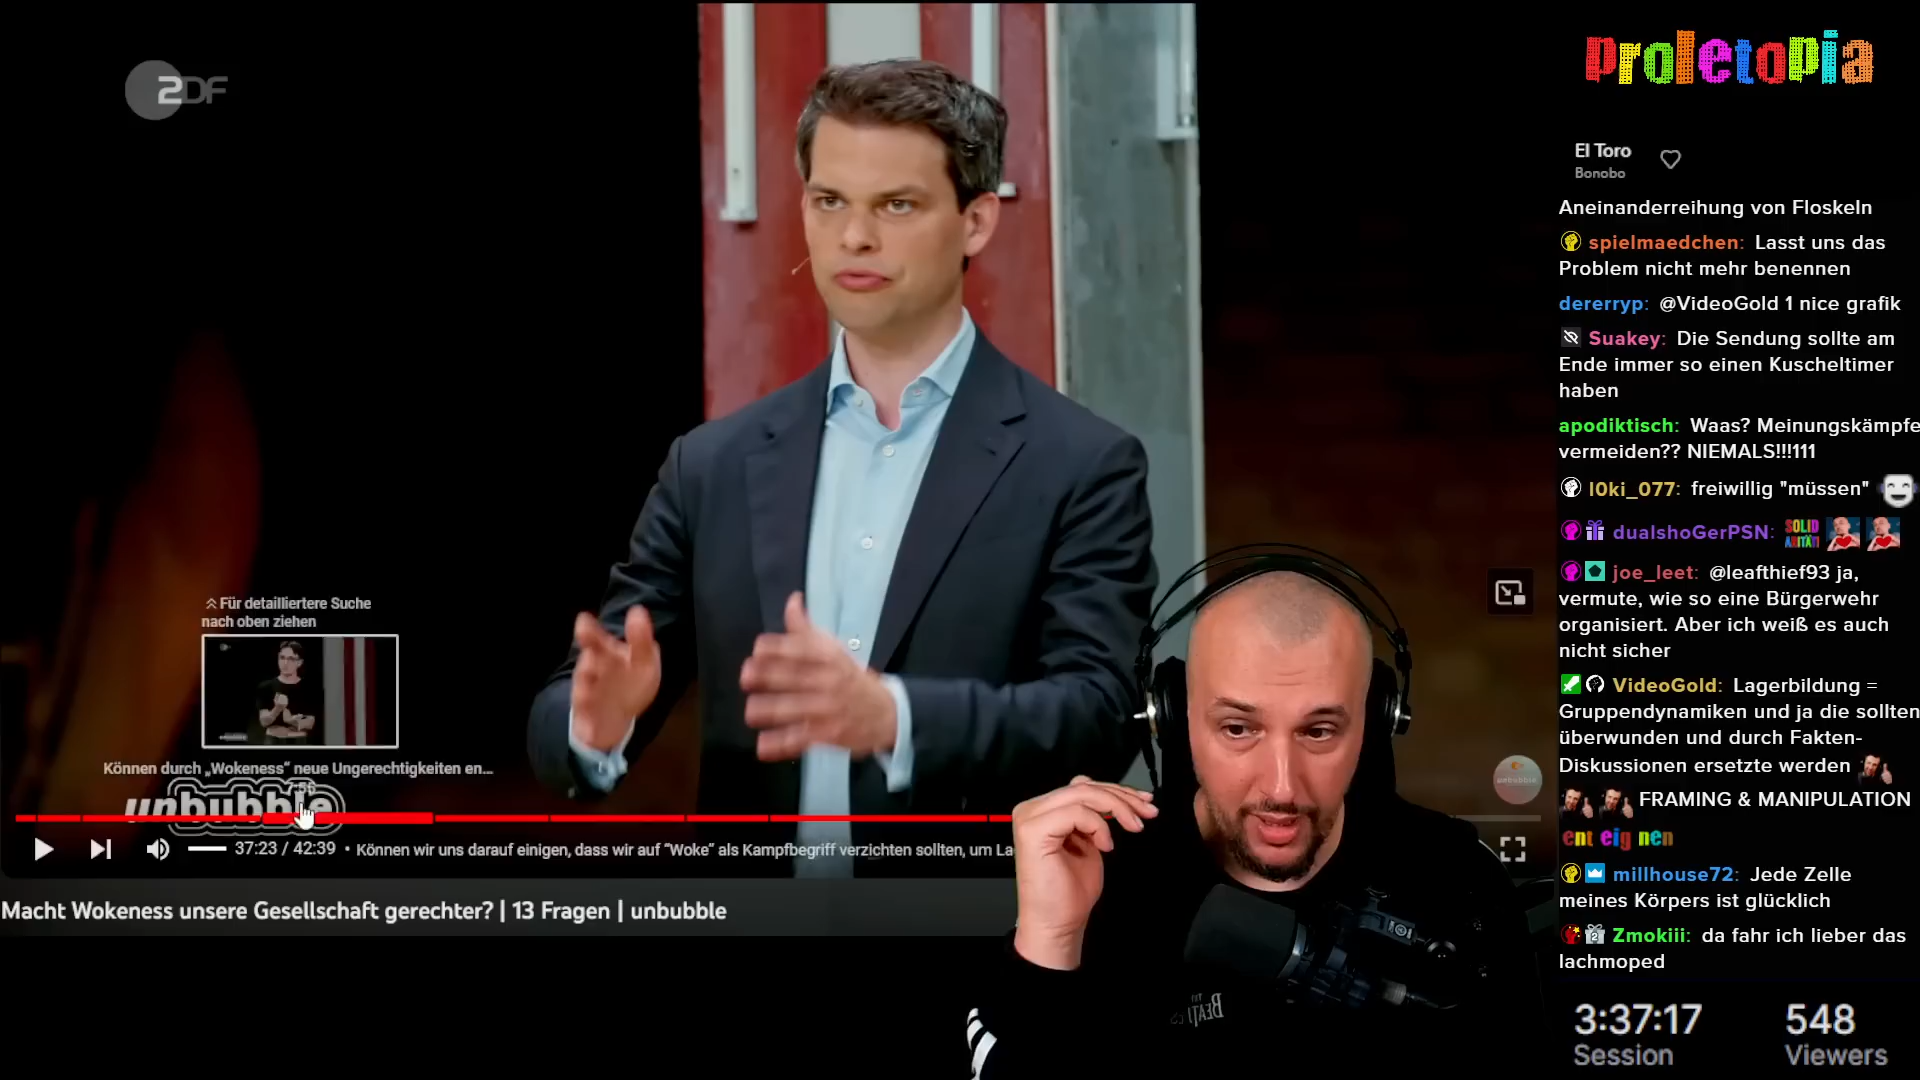 2DF
Proletopia
El Toro
Bonobo
Aneinanderreihung von Floskeln
spielmaedchen: Lasst uns das
Problem nicht mehr benennen
dererryp: @VideoGold 1 nice grafik
Suakey: Die Sendung sollte am
Ende immer so einen Kuscheltimer
haben
apodiktisch: Waas? Meinungskämpfe
vermeiden?? NIEMALS!!!111
l0ki_077: freiwillig "müssen"
dualshoGerPSN: SOLID
ARITÄT
joe_leet: @leafthief93 ja,
vermute, wie so eine Bürgerwehr
organisiert. Aber ich weiß es auch
nicht sicher
VideoGold: Lagerbildung =
Gruppendynamiken und ja die sollten
überwunden und durch Fakten-
Diskussionen ersetzte werden
FRAMING & MANIPULATION
ent eig nen
millhouse72: Jede Zelle
meines Körpers ist glücklich
Zmokiii: da fahr ich lieber das
lachmoped
3:37:17
548
Session
Viewers
Für detailliertere Suche
nach oben ziehen
Können durch „Wokeness“ neue Ungerechtigkeiten en...
7:56
unbubble
37:23 / 42:39 • Können wir uns darauf einigen, dass wir auf “Woke” als Kampfbegriff verzichten sollten, um La
Macht Wokeness unsere Gesellschaft gerechter? | 13 Fragen | unbubble
unbubble
THE
BEATLES